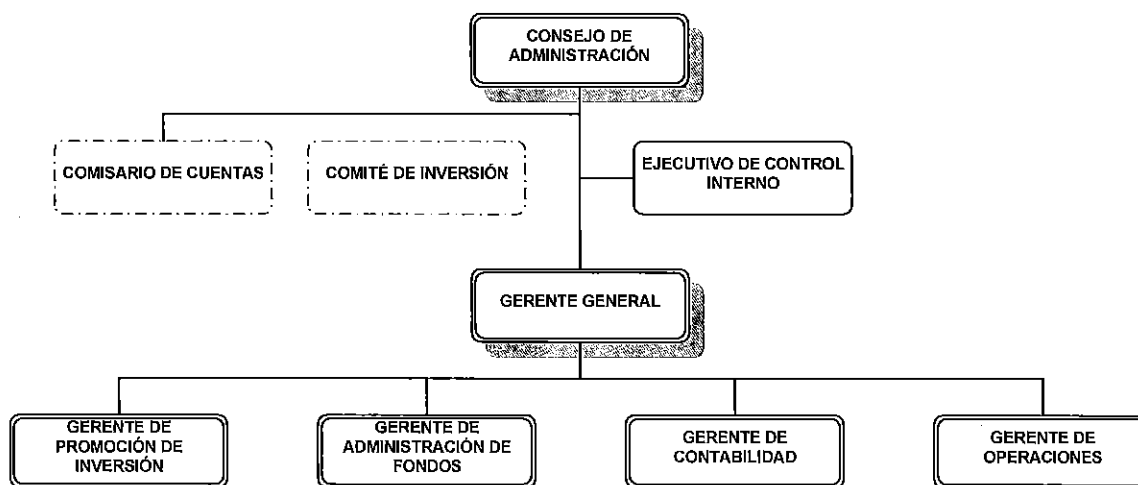 CONSEJO DE
ADMINISTRACIÓN
COMISARIO DE CUENTAS
COMITÉ DE INVERSIÓN
EJECUTIVO DE CONTROL
INTERNO
GERENTE GENERAL
GERENTE DE
PROMOCIÓN DE
INVERSIÓN
GERENTE DE
ADMINISTRACIÓN DE
FONDOS
GERENTE DE
CONTABILIDAD
GERENTE DE
OPERACIONES